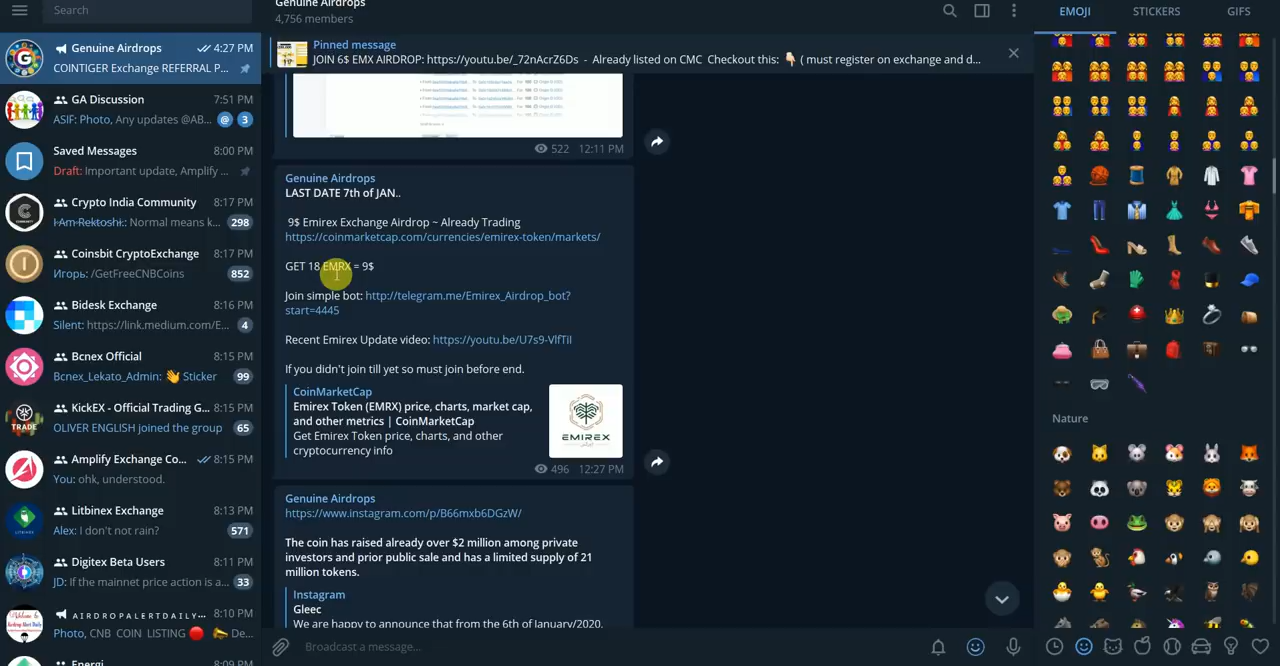 Search
Genuine Airdrops
4:27 PM
COINTIGER Exchange REFERRAL P...
GA Discussion
7:51 PM
ASIF: Photo, Any updates @AB...
@
3
Saved Messages
8:00 PM
Draft: Important update, Amplify ...
Crypto India Community
8:17 PM
I Am Rektoshi:: Normal means k...
298
Coinsbit CryptoExchange
8:17 PM
Игорь: /GetFreeCNBCoins
852
Bidesk Exchange
8:16 PM
Silent: https://link.medium.com/E...
4
Bcnex Official
8:15 PM
Bcnex_Lekato_Admin: 👋 Sticker
99
TRADE
KickEX - Official Trading G...
8:15 PM
OLIVER ENGLISH joined the group
65
Amplify Exchange Co...
8:15 PM
You: ohk, understood.
Litbinex Exchange
8:13 PM
Alex: I don't not rain?
571
Digitex Beta Users
8:11 PM
JD: If the mainnet price action is a...
33
AIRDROPALERTDAILY...
8:10 PM
Photo, CNB COIN LISTING 🔴 📣 De...
Energi
8:09 PM
Genuine Airdrops
4,756 members
Pinned message
JOIN 6$ EMX AIRDROP: https://youtu.be/_72nAcrZ6Ds - Already listed on CMC Checkout this: 👇 ( must register on exchange and d...
522 12:11 PM
Genuine Airdrops
LAST DATE 7th of JAN..
9$ Emirex Exchange Airdrop ~ Already Trading
https://coinmarketcap.com/currencies/emirex-token/markets/
GET 18 EMRX = 9$
Join simple bot: http://telegram.me/Emirex_Airdrop_bot?
start=4445
Recent Emirex Update video: https://youtu.be/U7s9-VlfTII
If you didn't join till yet so must join before end.
CoinMarketCap
Emirex Token (EMRX) price, charts, market cap,
and other metrics | CoinMarketCap
Get Emirex Token price, charts, and other
cryptocurrency info
EMIREX
496 12:27 PM
Genuine Airdrops
https://www.instagram.com/p/B66mxb6DGzW/
The coin has raised already over $2 million among private
investors and prior public sale and has a limited supply of 21
million tokens.
Instagram
Gleec
We are happy to announce that from the 6th of January/2020,
Broadcast a message...
EMOJI
STICKERS
GIFS
Nature